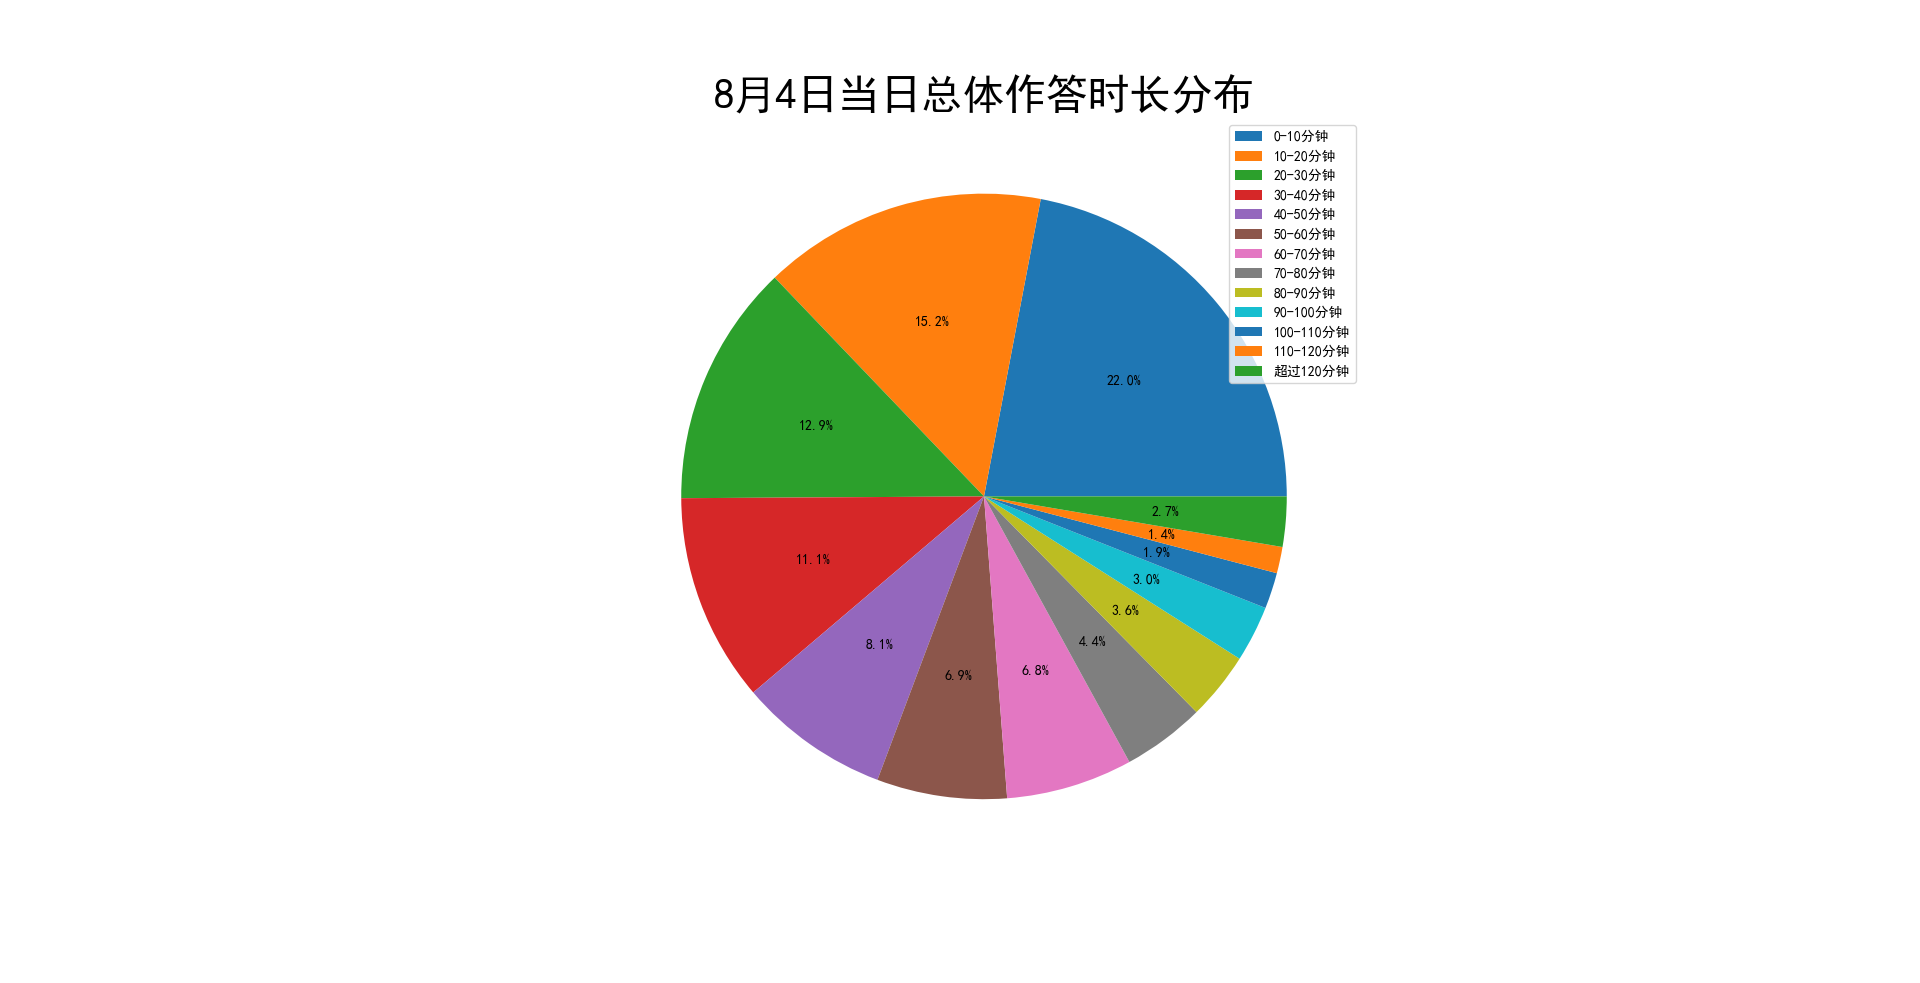 8月4日当日总体作答时长分布
0-10分钟
10-20分钟
20-30分钟
30-40分钟
40-50分钟
50-60分钟
60-70分钟
70-80分钟
80-90分钟
90-100分钟
100-110分钟
110-120分钟
超过120分钟
22.0%
15.2%
12.9%
11.1%
8.1%
6.9%
6.8%
4.4%
3.6%
3.0%
1.9%
1.4%
2.7%